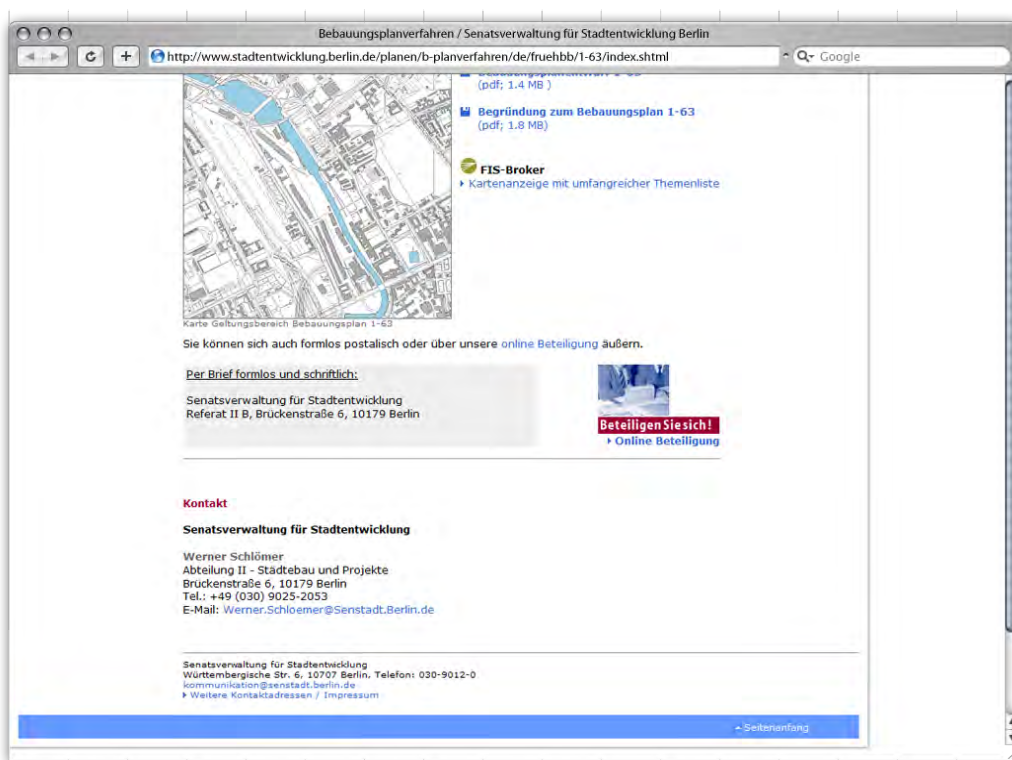 Bebauungsplanverfahren / Senatsverwaltung für Stadtentwicklung Berlin
http://www.stadtentwicklung.berlin.de/planen/b-planverfahren/de/fruehbb/1-63/index.shtml
Google
(pdf; 1.4 MB )
Begründung zum Bebauungsplan 1-63
(pdf; 1.8 MB)
FIS-Broker
Kartenanzeige mit umfangreicher Themenliste
Karte Geltungsbereich Bebauungsplan 1-63
Sie können sich auch formlos postalisch oder über unsere online Beteiligung äußern.
Per Brief formlos und schriftlich:
Senatsverwaltung für Stadtentwicklung
Referat II B, Brückenstraße 6, 10179 Berlin
Beteiligen Sie sich!
Online Beteiligung
Kontakt
Senatsverwaltung für Stadtentwicklung
Werner Schlömer
Abteilung II - Städtebau und Projekte
Brückenstraße 6, 10179 Berlin
Tel.: +49 (030) 9025-2053
E-Mail: Werner.Schloemer@Senstadt.Berlin.de
Senatsverwaltung für Stadtentwicklung
Württembergische Str. 6, 10707 Berlin, Telefon: 030-9012-0
kommunikation@senstadt.berlin.de
Weitere Kontaktadressen / Impressum
Seitenanfang